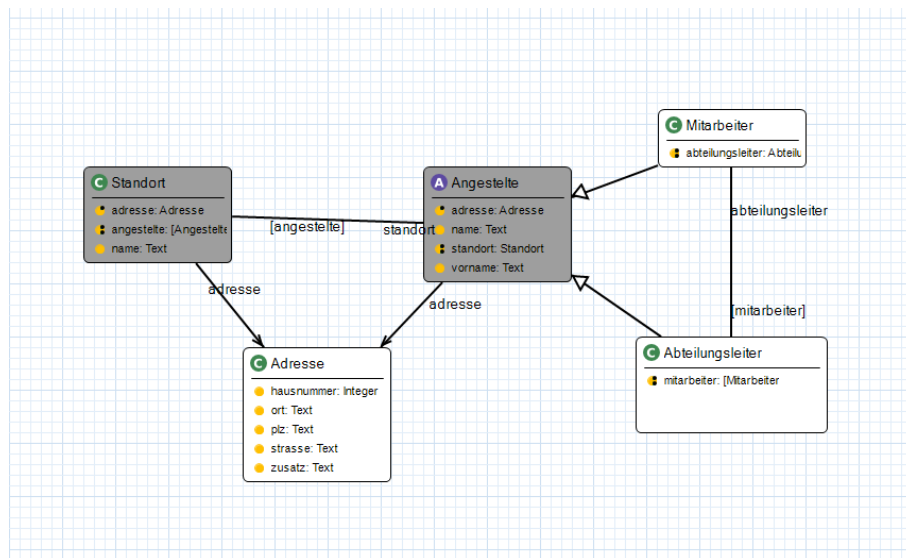 C Mitarbeiter
abteilungsleiter: Abteilu
C Standort
adresse: Adresse
angestelte: [Angestelte
name: Text
A Angestelte
adresse: Adresse
name: Text
standort: Standort
vorname: Text
[angestelte]
standort
abteilungsleiter
adresse
adresse
[mitarbeiter]
C Adresse
hausnummer: Integer
ort: Text
plz: Text
strasse: Text
zusatz: Text
C Abteilungsleiter
mitarbeiter: [Mitarbeiter